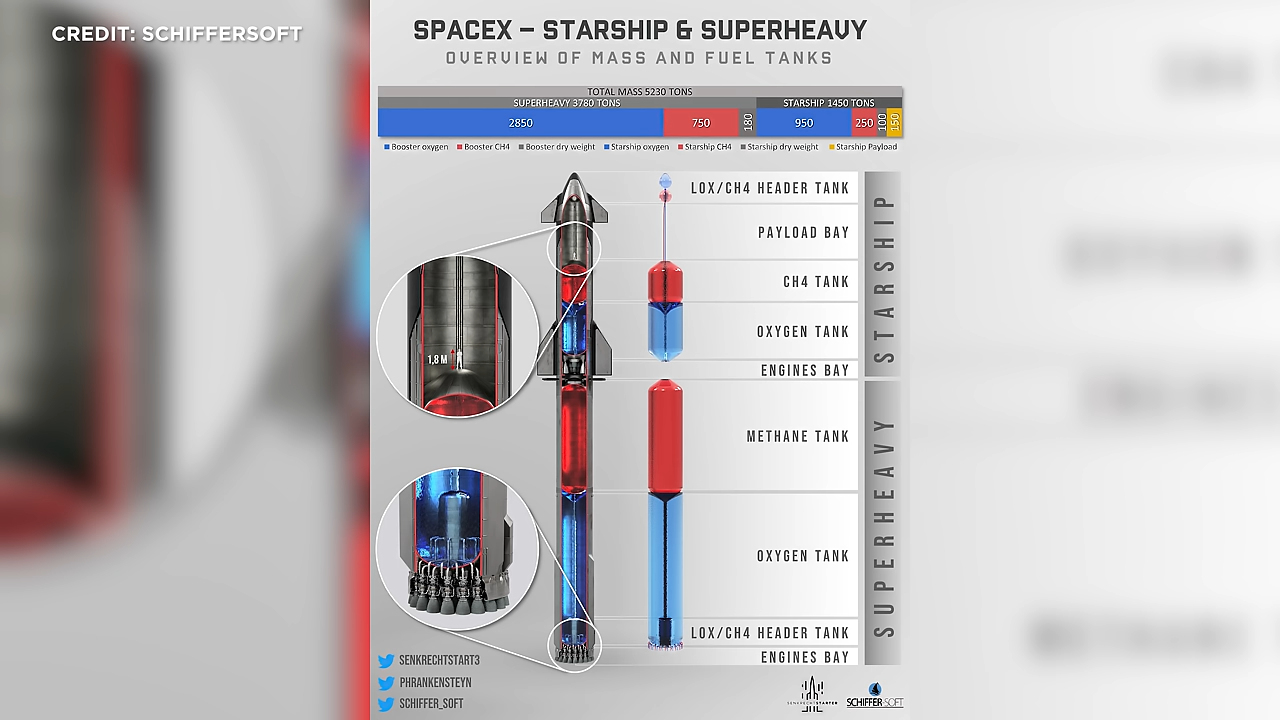 CREDIT: SCHIFFERSOFT
SPACEX – STARSHIP & SUPERHEAVY
OVERVIEW OF MASS AND FUEL TANKS
TOTAL MASS 5230 TONS
SUPERHEAVY 3780 TONS
STARSHIP 1450 TONS
2850
750
180
950
250
100
150
Booster oxygen
Booster CH4
Booster dry weight
Starship oxygen
Starship CH4
Starship dry weight
Starship Payload
LOX/CH4 HEADER TANK
PAYLOAD BAY
CH4 TANK
OXYGEN TANK
ENGINES BAY
STARSHIP
1,8 M
METHANE TANK
OXYGEN TANK
LOX/CH4 HEADER TANK
ENGINES BAY
SUPERHEAVY
SENKRECHTSTART3
PHRANKENSTEYN
SCHIFFER_SOFT
SENKRECHTSTARTER
SCHIFFER-SOFT